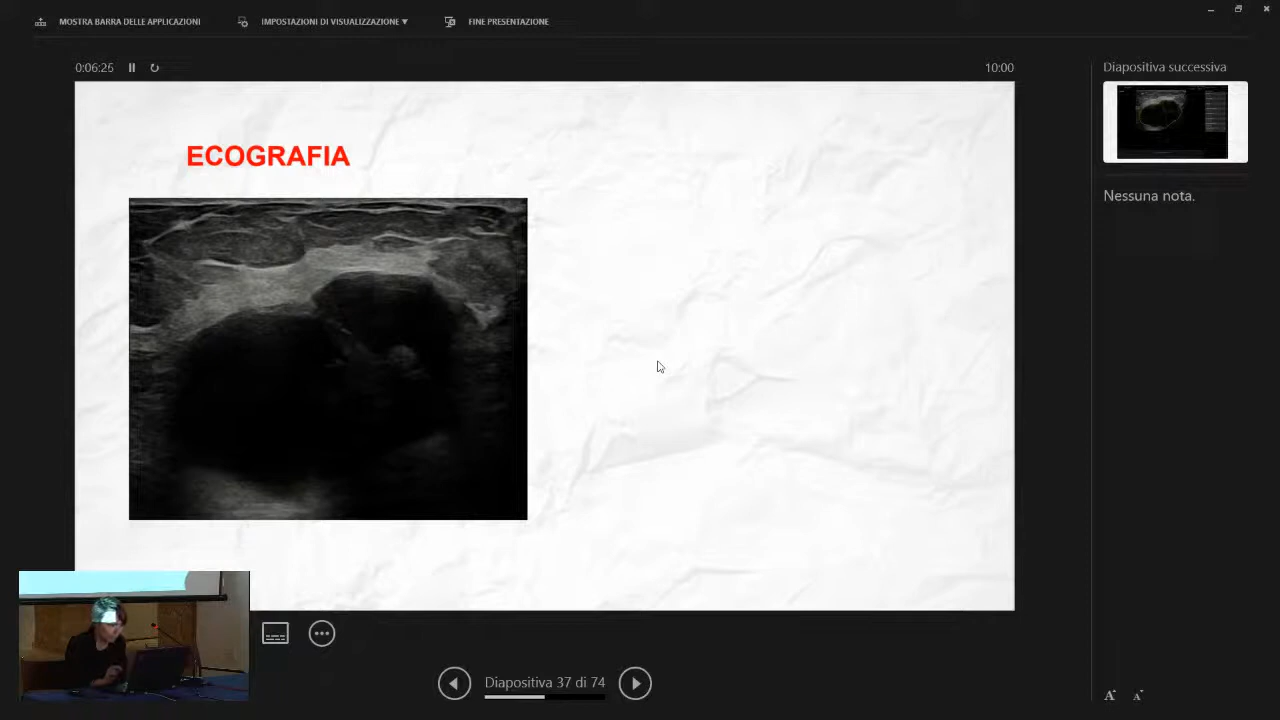 MOSTRA BARRA DELLE APPLICAZIONI
IMPOSTAZIONI DI VISUALIZZAZIONE
FINE PRESENTAZIONE
0:06:25
10:00
Diapositiva successiva
ECOGRAFIA
Nessuna nota.
Diapositiva 37 di 74
A A